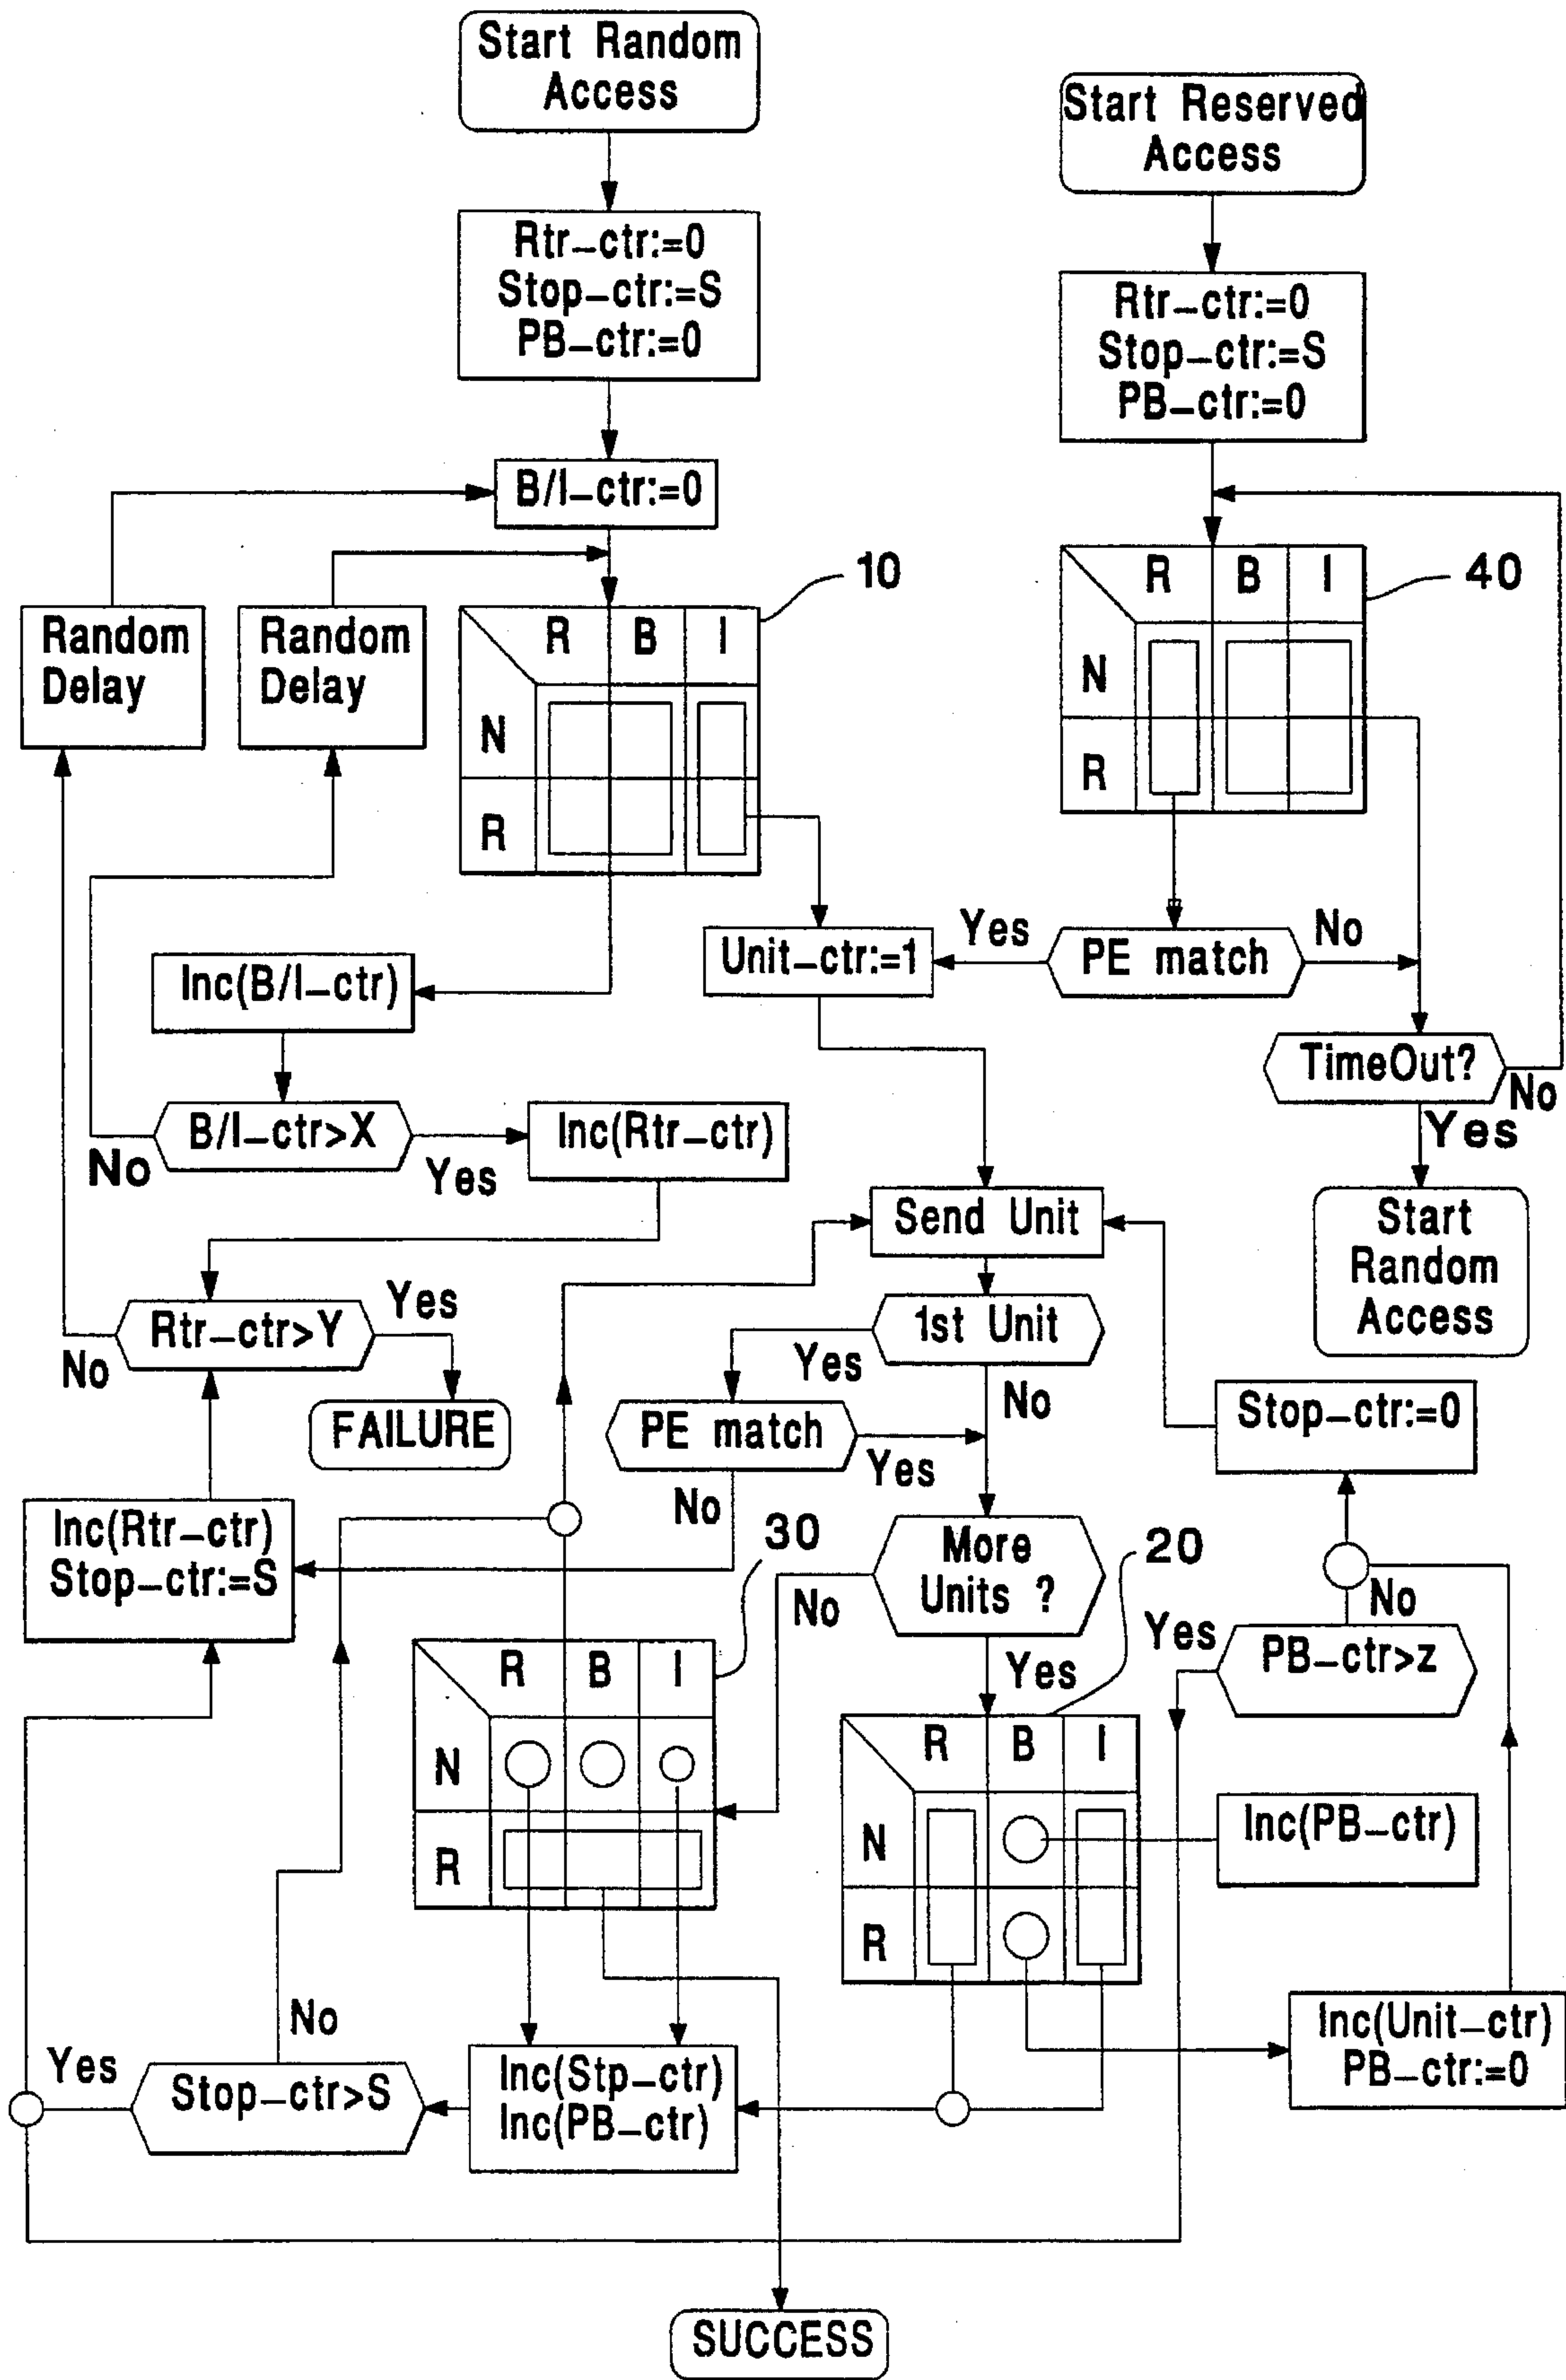 Start Random
Access
Start Reserved
Access
Rtr-ctr:=0
Stop-ctr:=S
PB-ctr:=0
Rtr-ctr:=0
Stop-ctr:=S
PB-ctr:=0
B/I-ctr:=0
10
40
Random
Delay
Random
Delay
R B I
N
R
R B I
N
R
Inc(B/I-ctr)
Unit-ctr:=1
Yes
PE match
No
TimeOut?
No
Yes
B/I-ctr>X
No
Yes
Inc(Rtr-ctr)
Send Unit
Start
Random
Access
Rtr-ctr>Y
Yes
No
FAILURE
1st Unit
Yes
No
PE match
Yes
No
Stop-ctr:=0
Inc(Rtr-ctr)
Stop-ctr:=S
30
More
Units ?
No
Yes
20
No
Yes
PB-ctr>z
R B I
N
R
R B I
N
R
Inc(PB-ctr)
Inc(Unit-ctr)
PB-ctr:=0
No
Yes
Stop-ctr>S
Inc(Stp-ctr)
Inc(PB-ctr)
SUCCESS